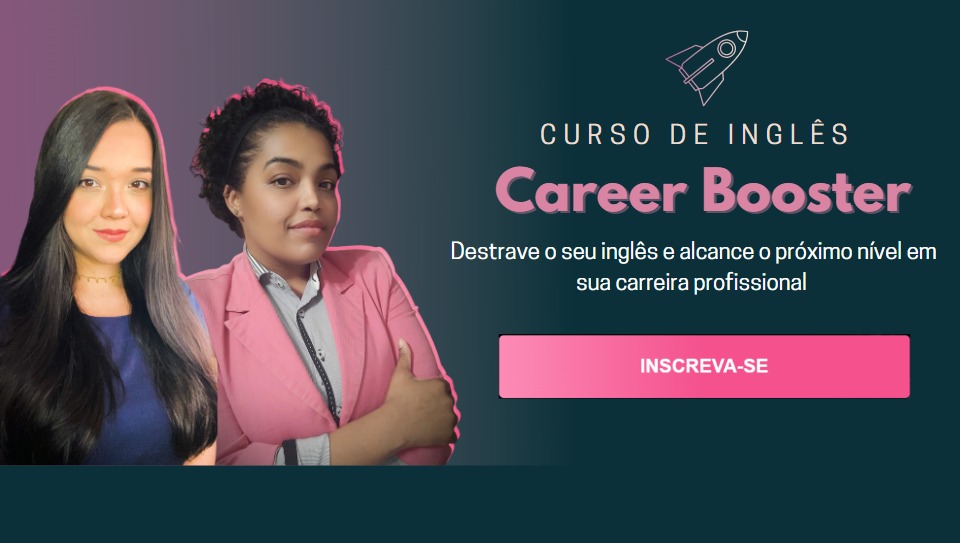 CURSO DE INGLÊS
Career Booster
Destrave o seu inglês e alcance o próximo nível em
sua carreira profissional
INSCREVA-SE